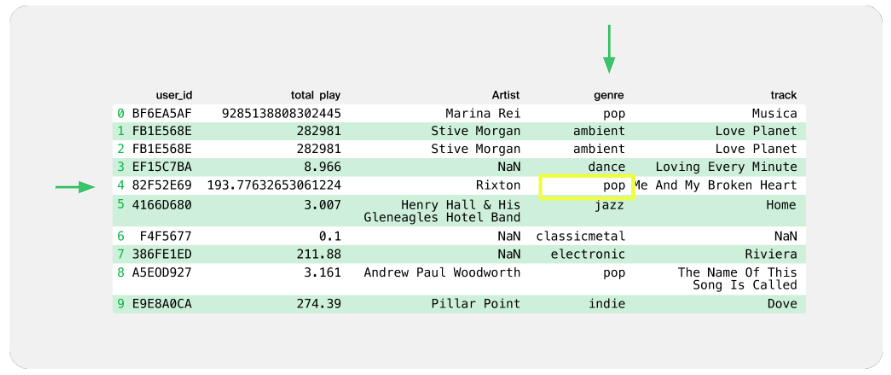 user_id total play Artist genre track
0 BF6EA5AF 9285138808302445 Marina Rei pop Musica
1 FB1E568E 282981 Stive Morgan ambient Love Planet
2 FB1E568E 282981 Stive Morgan ambient Love Planet
3 EF15C7BA 8.966 NaN dance Loving Every Minute
4 82F52E69 193.77632653061224 Rixton pop Me And My Broken Heart
5 4166D680 3.007 Henry Hall & His jazz Home
Gleneagles Hotel Band
6 F4F5677 0.1 NaN classicmetal NaN
7 386FE1ED 211.88 NaN electronic Riviera
8 A5EOD927 3.161 Andrew Paul Woodworth pop The Name Of This
Song Is Called
9 E9E8A0CA 274.39 Pillar Point indie Dove